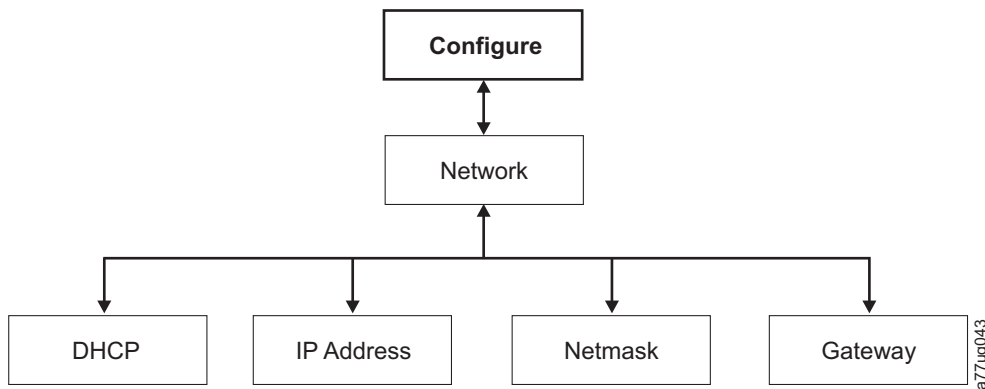 Configure
Network
DHCP
IP Address
Netmask
Gateway
a77ug043